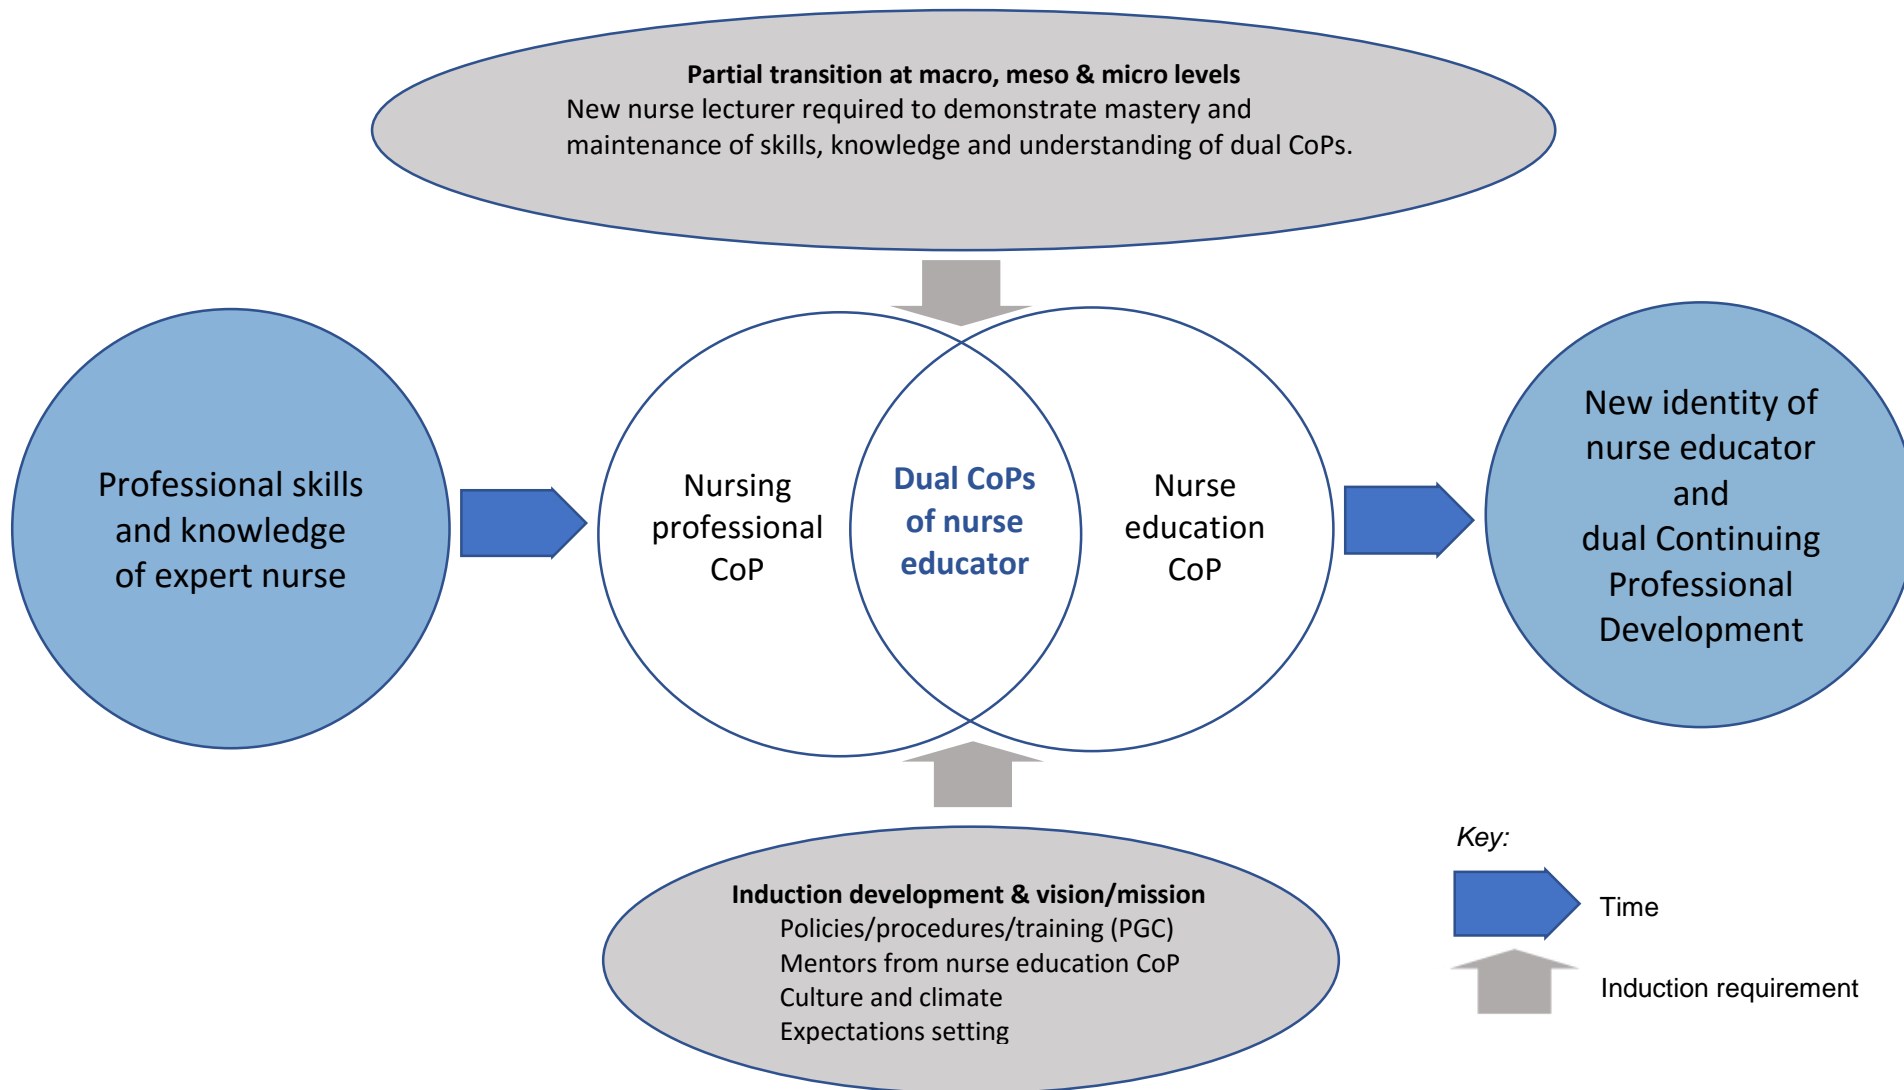 Partial transition at macro, meso & micro levels
New nurse lecturer required to demonstrate mastery and
maintenance of skills, knowledge and understanding of dual CoPs.
Professional skills
and knowledge
of expert nurse
Nursing
professional
CoP
Dual CoPs
of nurse
educator
Nurse
education
CoP
New identity of
nurse educator
and
dual Continuing
Professional
Development
Induction development & vision/mission
Policies/procedures/training (PGC)
Mentors from nurse education CoP
Culture and climate
Expectations setting
Key:
Time
Induction requirement